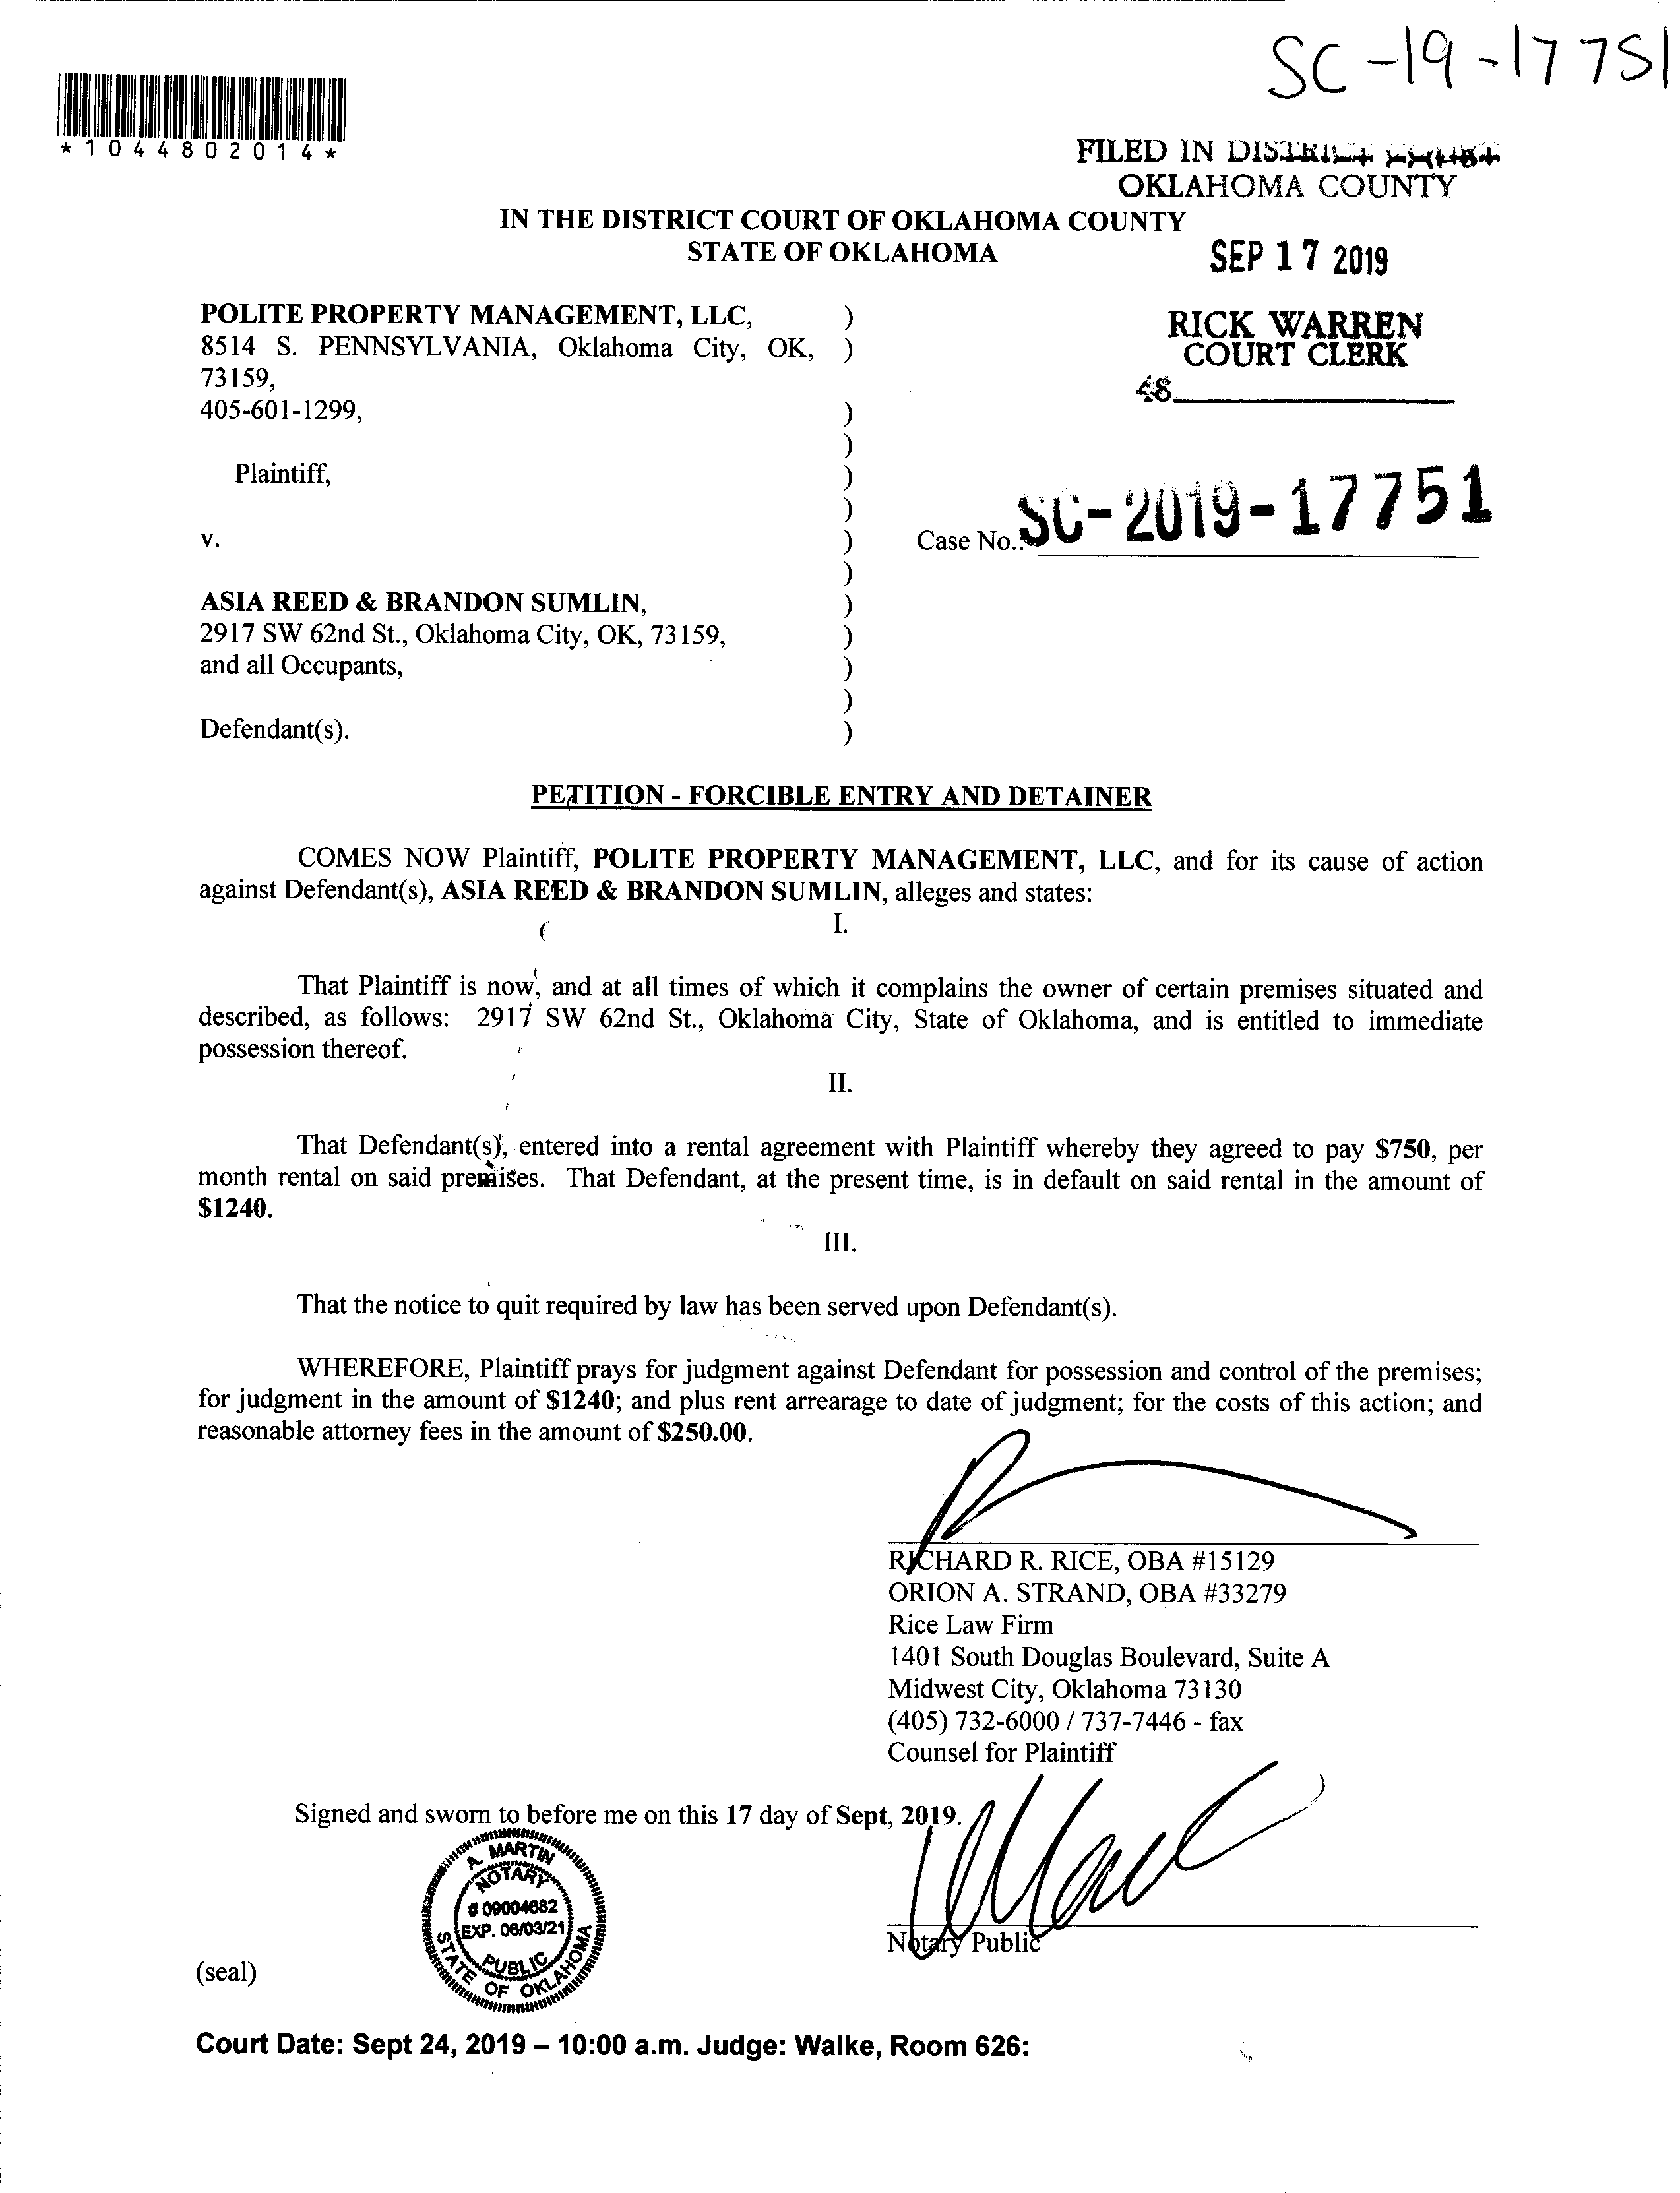 SC-19-17751
*1044802014*
FILED IN DISTRICT COURT
OKLAHOMA COUNTY
IN THE DISTRICT COURT OF OKLAHOMA COUNTY
STATE OF OKLAHOMA
SEP 17 2019
POLITE PROPERTY MANAGEMENT, LLC, )
8514 S. PENNSYLVANIA, Oklahoma City, OK, )
73159,
405-601-1299, )
)
Plaintiff, )
)
v. )
)
ASIA REED & BRANDON SUMLIN, )
2917 SW 62nd St., Oklahoma City, OK, 73159, )
and all Occupants, )
)
Defendant(s). )
RICK WARREN
COURT CLERK
48
Case No.: SC-2019-17751
PETITION - FORCIBLE ENTRY AND DETAINER
COMES NOW Plaintiff, POLITE PROPERTY MANAGEMENT, LLC, and for its cause of action
against Defendant(s), ASIA REED & BRANDON SUMLIN, alleges and states:
I.
That Plaintiff is now, and at all times of which it complains the owner of certain premises situated and
described, as follows: 2917 SW 62nd St., Oklahoma City, State of Oklahoma, and is entitled to immediate
possession thereof.
II.
That Defendant(s), entered into a rental agreement with Plaintiff whereby they agreed to pay $750, per
month rental on said premises. That Defendant, at the present time, is in default on said rental in the amount of
$1240.
III.
That the notice to quit required by law has been served upon Defendant(s).
WHEREFORE, Plaintiff prays for judgment against Defendant for possession and control of the premises;
for judgment in the amount of $1240; and plus rent arrearage to date of judgment; for the costs of this action; and
reasonable attorney fees in the amount of $250.00.
RICHARD R. RICE, OBA #15129
ORION A. STRAND, OBA #33279
Rice Law Firm
1401 South Douglas Boulevard, Suite A
Midwest City, Oklahoma 73130
(405) 732-6000 / 737-7446 - fax
Counsel for Plaintiff
Signed and sworn to before me on this 17 day of Sept, 2019.
A. MARTIN
NOTARY
# 09004682
EXP. 06/03/21
PUBLIC
STATE OF OKLAHOMA
Notary Public
(seal)
Court Date: Sept 24, 2019 – 10:00 a.m. Judge: Walke, Room 626: